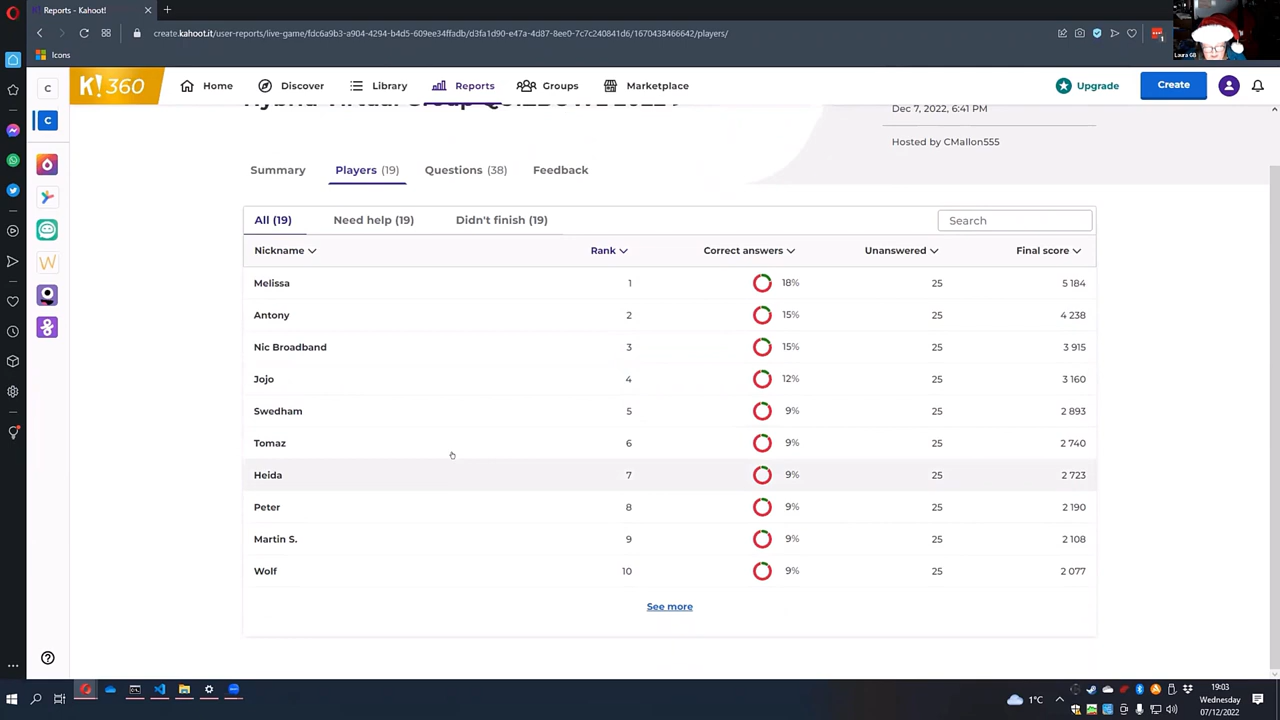 Reports - Kahoot!
create.kahoot.it/user-reports/live-game/fdc6a9b3-a904-4294-b4d5-609ee34ffadb/d3fa1d90-e47a-4d87-8ee0-7c7c240841d6/1670438466642/players/
Icons
Laura GB
K! 360
Home
Discover
Library
Reports
Groups
Marketplace
Upgrade
Create
Dec 7, 2022, 6:41 PM
Hosted by CMallon555
Summary
Players (19)
Questions (38)
Feedback
All (19)
Need help (19)
Didn't finish (19)
Search
Nickname Rank Correct answers Unanswered Final score
Melissa 1 18% 25 5 184
Antony 2 15% 25 4 238
Nic Broadband 3 15% 25 3 915
Jojo 4 12% 25 3 160
Swedham 5 9% 25 2 893
Tomaz 6 9% 25 2 740
Heida 7 9% 25 2 723
Peter 8 9% 25 2 190
Martin S. 9 9% 25 2 108
Wolf 10 9% 25 2 077
See more
1°C
19:03
Wednesday
07/12/2022